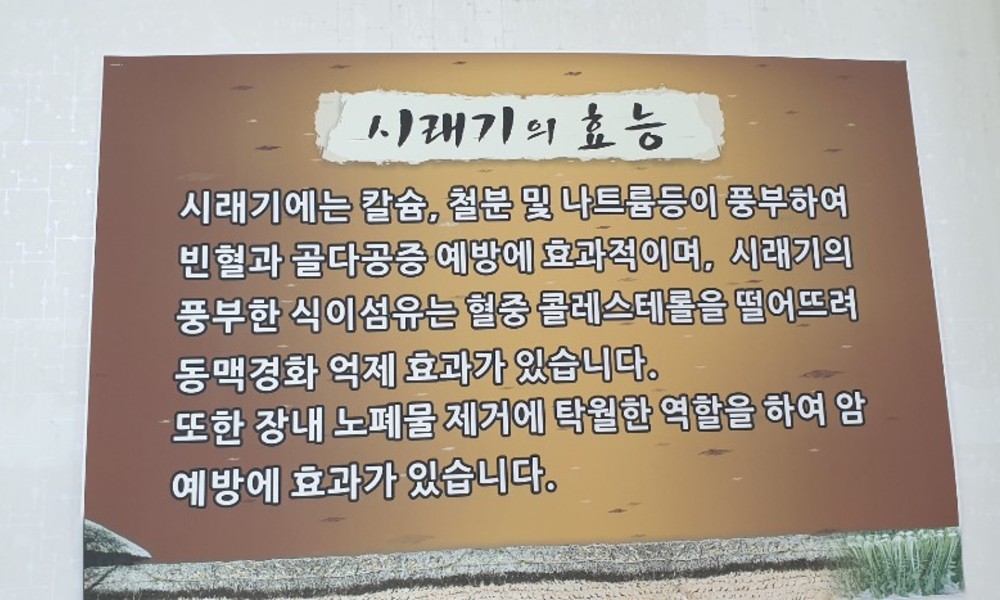 시래기의 효능
시래기에는 칼슘, 철분 및 나트륨등이 풍부하여
빈혈과 골다공증 예방에 효과적이며, 시래기의
풍부한 식이섬유는 혈중 콜레스테롤을 떨어뜨려
동맥경화 억제 효과가 있습니다.
또한 장내 노폐물 제거에 탁월한 역할을 하여 암
예방에 효과가 있습니다.